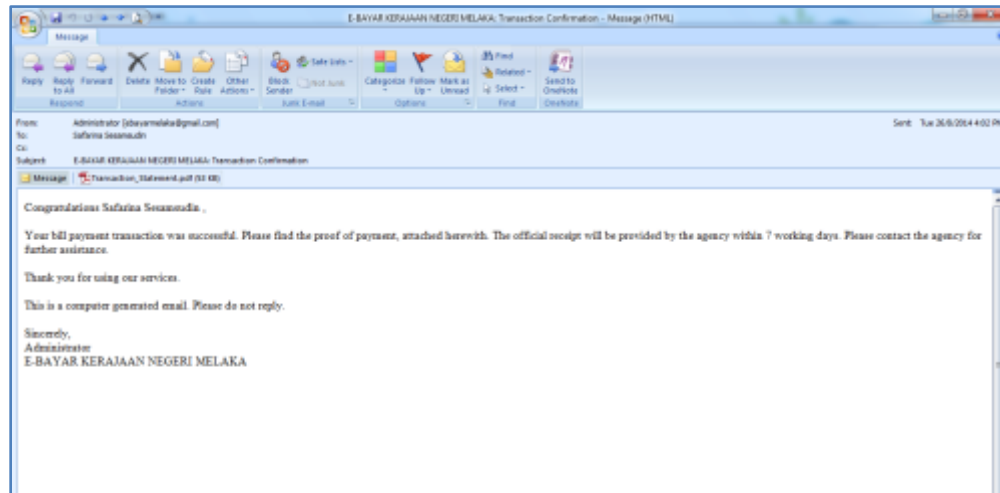 E-BAYAR KERAJAAN NEGERI MELAKA: Transaction Confirmation - Message (HTML)
Message
Reply Reply to All Forward Delete Move to Folder Create Rule Other Actions Block Sender Safe Lists Not Junk Categorize Follow Up Mark as Unread Find Related Select Send to OneNote
Respond Actions Junk E-mail Options Find OneNote
From: Administrator [ebayarmelaka@gmail.com] Sent: Tue 26/8/2014 4:02 PM
To: Safarina Sesamsudin
Cc:
Subject: E-BAYAR KERAJAAN NEGERI MELAKA: Transaction Confirmation
Message Transaction_Statement.pdf (53 KB)
Congratulations Safarina
Your bill payment transaction was successful. Please find the proof of payment, attached herewith. The official receipt will be provided by the agency within 7 working days. Please contact the agency for
further assistance.
Thank you for using our services.
This is a computer generated email. Please do not reply.
Sincerely,
Administrator
E-BAYAR KERAJAAN NEGERI MELAKA